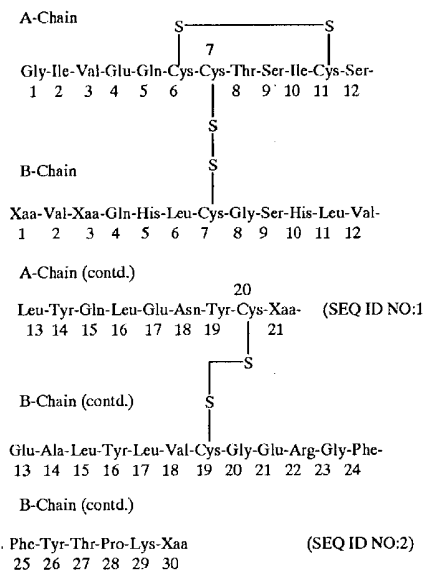 A-Chain
S S
7
Gly-Ile-Val-Glu-Gln-Cys-Cys-Thr-Ser-Ile-Cys-Ser-
1 2 3 4 5 6 8 9 10 11 12
S
S
B-Chain
Xaa-Val-Xaa-Gln-His-Leu-Cys-Gly-Ser-His-Leu-Val-
1 2 3 4 5 6 7 8 9 10 11 12
A-Chain (contd.)
20
Leu-Tyr-Gln-Leu-Glu-Asn-Tyr-Cys-Xaa- (SEQ ID NO:1
13 14 15 16 17 18 19 21
S
B-Chain (contd.)
S
Glu-Ala-Leu-Tyr-Leu-Val-Cys-Gly-Glu-Arg-Gly-Phe-
13 14 15 16 17 18 19 20 21 22 23 24
B-Chain (contd.)
Phe-Tyr-Thr-Pro-Lys-Xaa (SEQ ID NO:2)
25 26 27 28 29 30